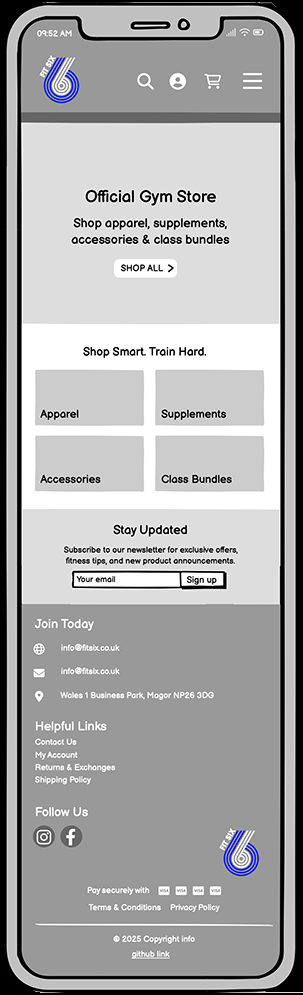 09:52 AM
FIT SIX
6
Official Gym Store
Shop apparel, supplements,
accessories & class bundles
SHOP ALL >
Shop Smart. Train Hard.
Apparel
Supplements
Accessories
Class Bundles
Stay Updated
Subscribe to our newsletter for exclusive offers,
fitness tips, and new product announcements.
Your email
Sign up
Join Today
info@fitsix.co.uk
info@fitsix.co.uk
Wales 1 Business Park, Magor NP26 3DG
Helpful Links
Contact Us
My Account
Returns & Exchanges
Shipping Policy
Follow Us
FIT SIX
6
Pay securely with VISA VISA VISA VISA
Terms & Conditions Privacy Policy
© 2025 Copyright info
github link